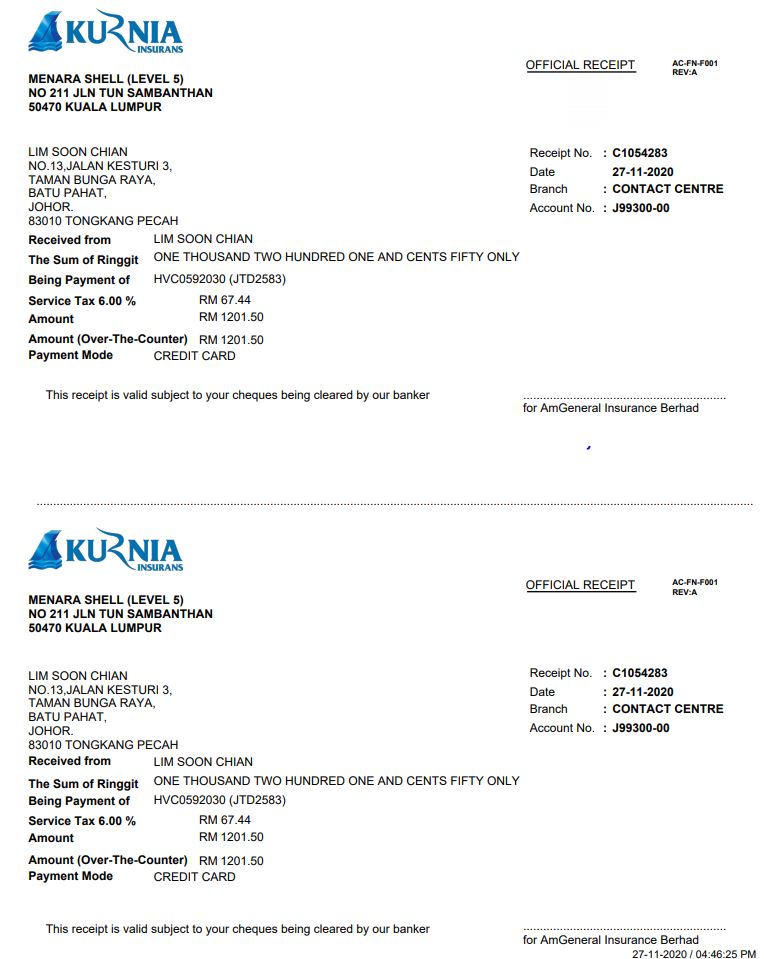 KURNIA
INSURANS
OFFICIAL RECEIPT
AC-FN-F001
REV:A
MENARA SHELL (LEVEL 5)
NO 211 JLN TUN SAMBANTHAN
50470 KUALA LUMPUR
LIM SOON CHIAN
NO.13,JALAN KESTURI 3,
TAMAN BUNGA RAYA,
BATU PAHAT,
JOHOR.
83010 TONGKANG PECAH
Receipt No. : C1054283
Date 27-11-2020
Branch : CONTACT CENTRE
Account No. : J99300-00
Received from LIM SOON CHIAN
The Sum of Ringgit ONE THOUSAND TWO HUNDRED ONE AND CENTS FIFTY ONLY
Being Payment of HVC0592030 (JTD2583)
Service Tax 6.00 % RM 67.44
Amount RM 1201.50
Amount (Over-The-Counter) RM 1201.50
Payment Mode CREDIT CARD
This receipt is valid subject to your cheques being cleared by our banker
for AmGeneral Insurance Berhad
KURNIA
INSURANS
OFFICIAL RECEIPT
AC-FN-F001
REV:A
MENARA SHELL (LEVEL 5)
NO 211 JLN TUN SAMBANTHAN
50470 KUALA LUMPUR
LIM SOON CHIAN
NO.13,JALAN KESTURI 3,
TAMAN BUNGA RAYA,
BATU PAHAT,
JOHOR.
83010 TONGKANG PECAH
Receipt No. : C1054283
Date : 27-11-2020
Branch : CONTACT CENTRE
Account No. : J99300-00
Received from LIM SOON CHIAN
The Sum of Ringgit ONE THOUSAND TWO HUNDRED ONE AND CENTS FIFTY ONLY
Being Payment of HVC0592030 (JTD2583)
Service Tax 6.00 % RM 67.44
Amount RM 1201.50
Amount (Over-The-Counter) RM 1201.50
Payment Mode CREDIT CARD
This receipt is valid subject to your cheques being cleared by our banker
for AmGeneral Insurance Berhad
27-11-2020 / 04:46:25 PM